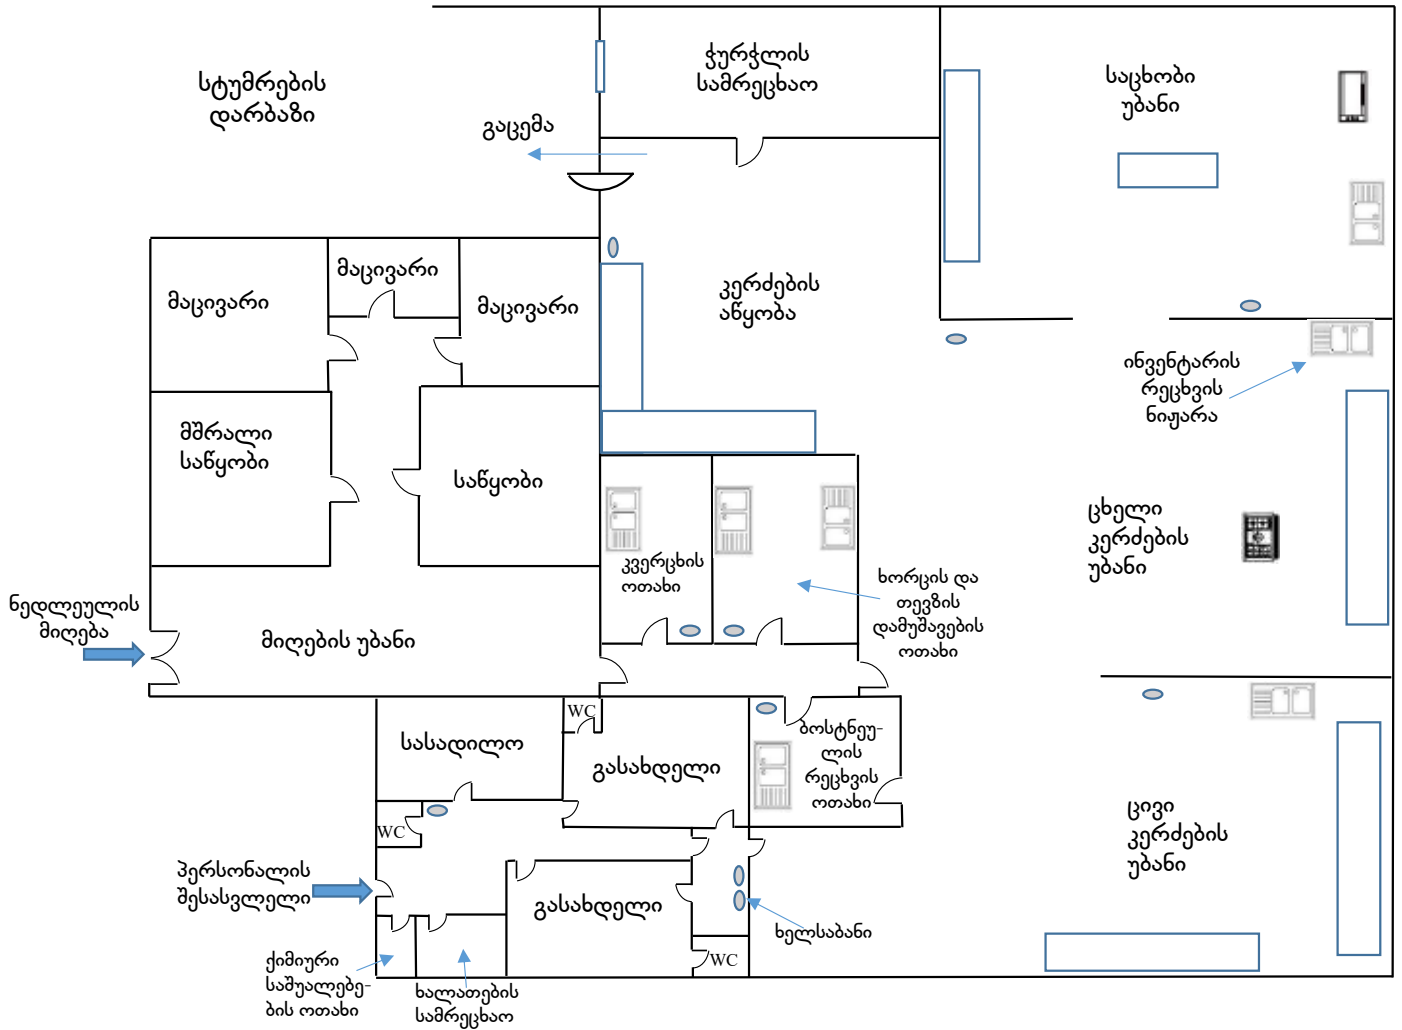 სტუმრების
დარბაზი
ჭურჭლის
სამრეცხაო
საცხობი
უბანი
გაცემა
მაცივარი
მაცივარი
მაცივარი
კერძების
აწყობა
ინვენტარის
რეცხვის
ნიჟარა
მშრალი
საწყობი
საწყობი
ცხელი
კერძების
უბანი
კვერცხის
ოთახი
ხორცის და
თევზის
დამუშავების
ოთახი
ნედლეულის
მიღება
მიღების უბანი
WC
სასადილო
გასახდელი
ბოსტნეუ-
ლის
რეცხვის
ოთახი
WC
ცივი
კერძების
უბანი
პერსონალის
შესასვლელი
გასახდელი
ხელსაბანი
WC
ქიმიური
საშუალებე-
ბის ოთახი
ხალათების
სამრეცხაო